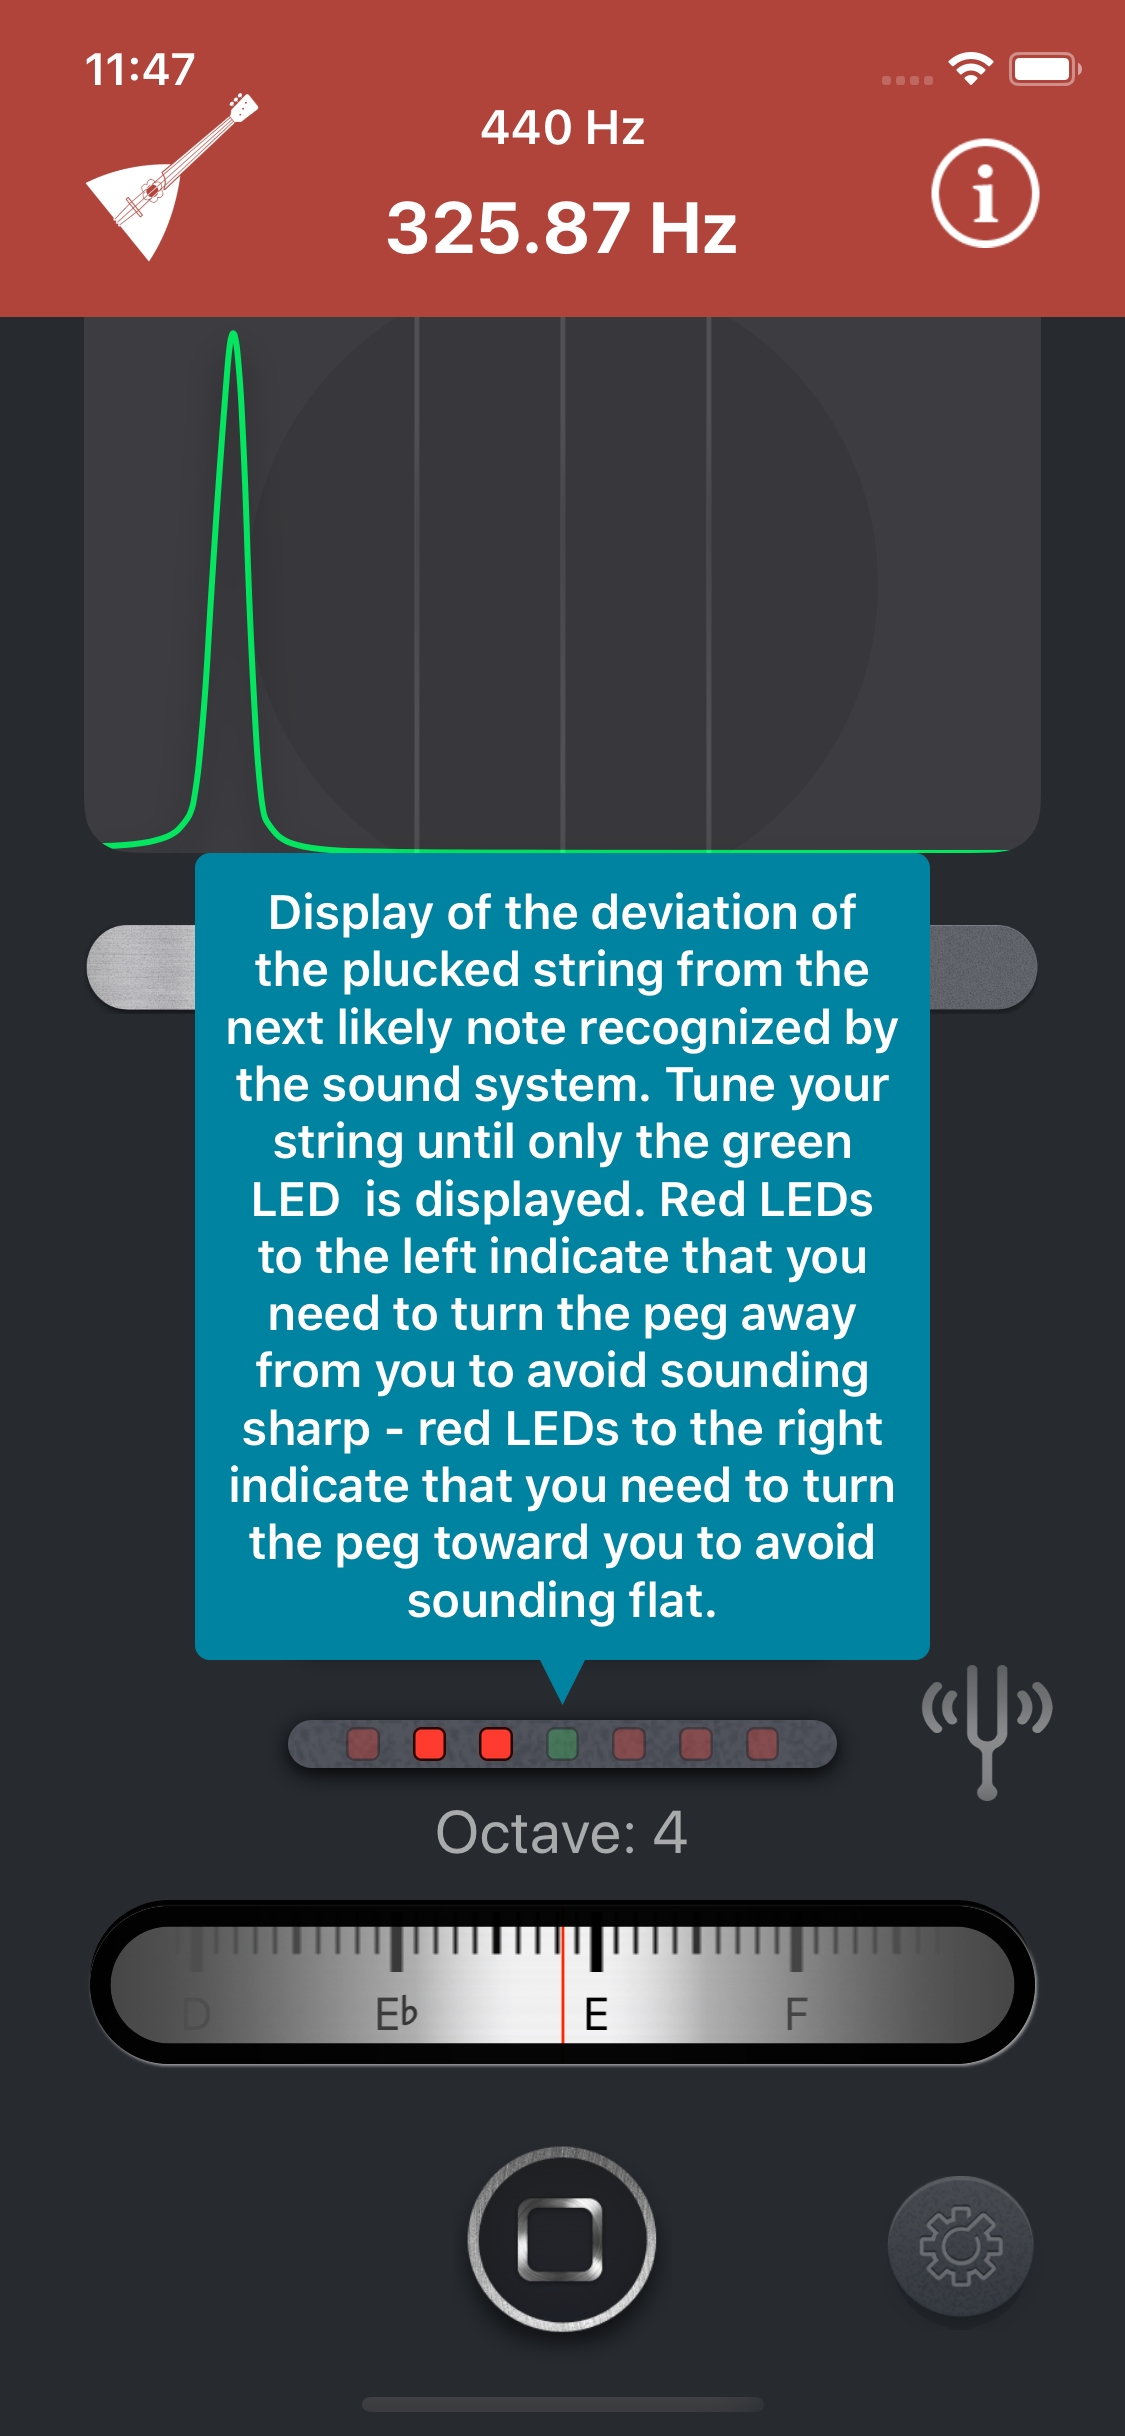 11:47
440 Hz
325.87 Hz
i
Display of the deviation of
the plucked string from the
next likely note recognized by
the sound system. Tune your
string until only the green
LED  is displayed. Red LEDs
to the left indicate that you
need to turn the peg away
from you to avoid sounding
sharp - red LEDs to the right
indicate that you need to turn
the peg toward you to avoid
sounding flat.
Octave: 4
D E♭ E F